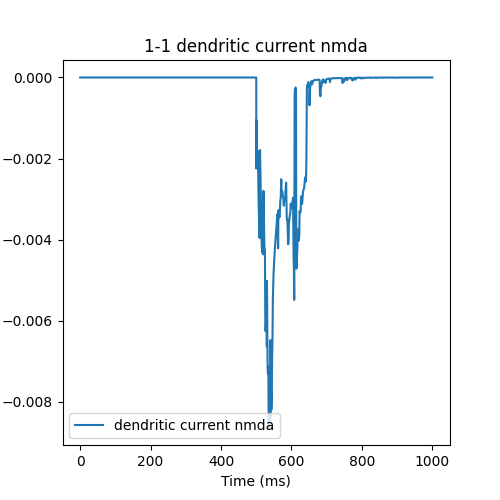 1-1 dendritic current nmda
0.000
−0.002
−0.004
−0.006
−0.008
dendritic current nmda
0 200 400 600 800 1000
Time (ms)